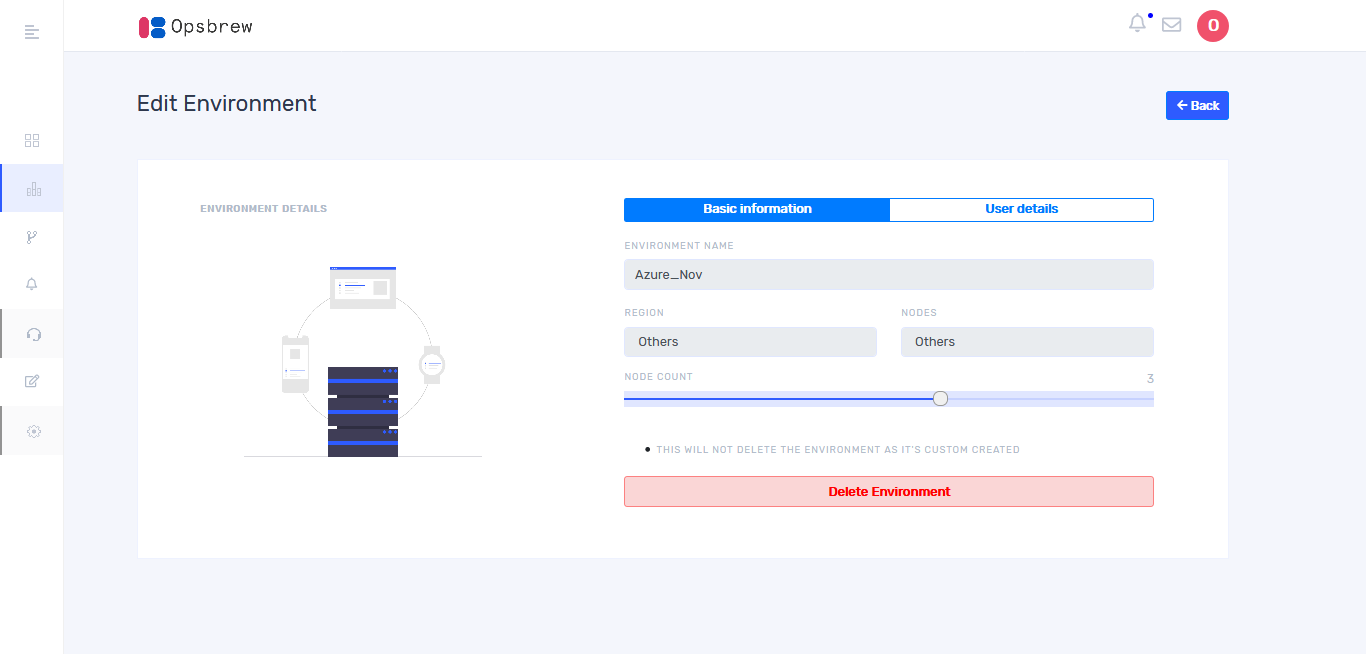 Opsbrew
O
Edit Environment
Back
ENVIRONMENT DETAILS
Basic information
User details
ENVIRONMENT NAME
Azure_Nov
REGION
NODES
Others
Others
NODE COUNT
3
THIS WILL NOT DELETE THE ENVIRONMENT AS IT'S CUSTOM CREATED
Delete Environment